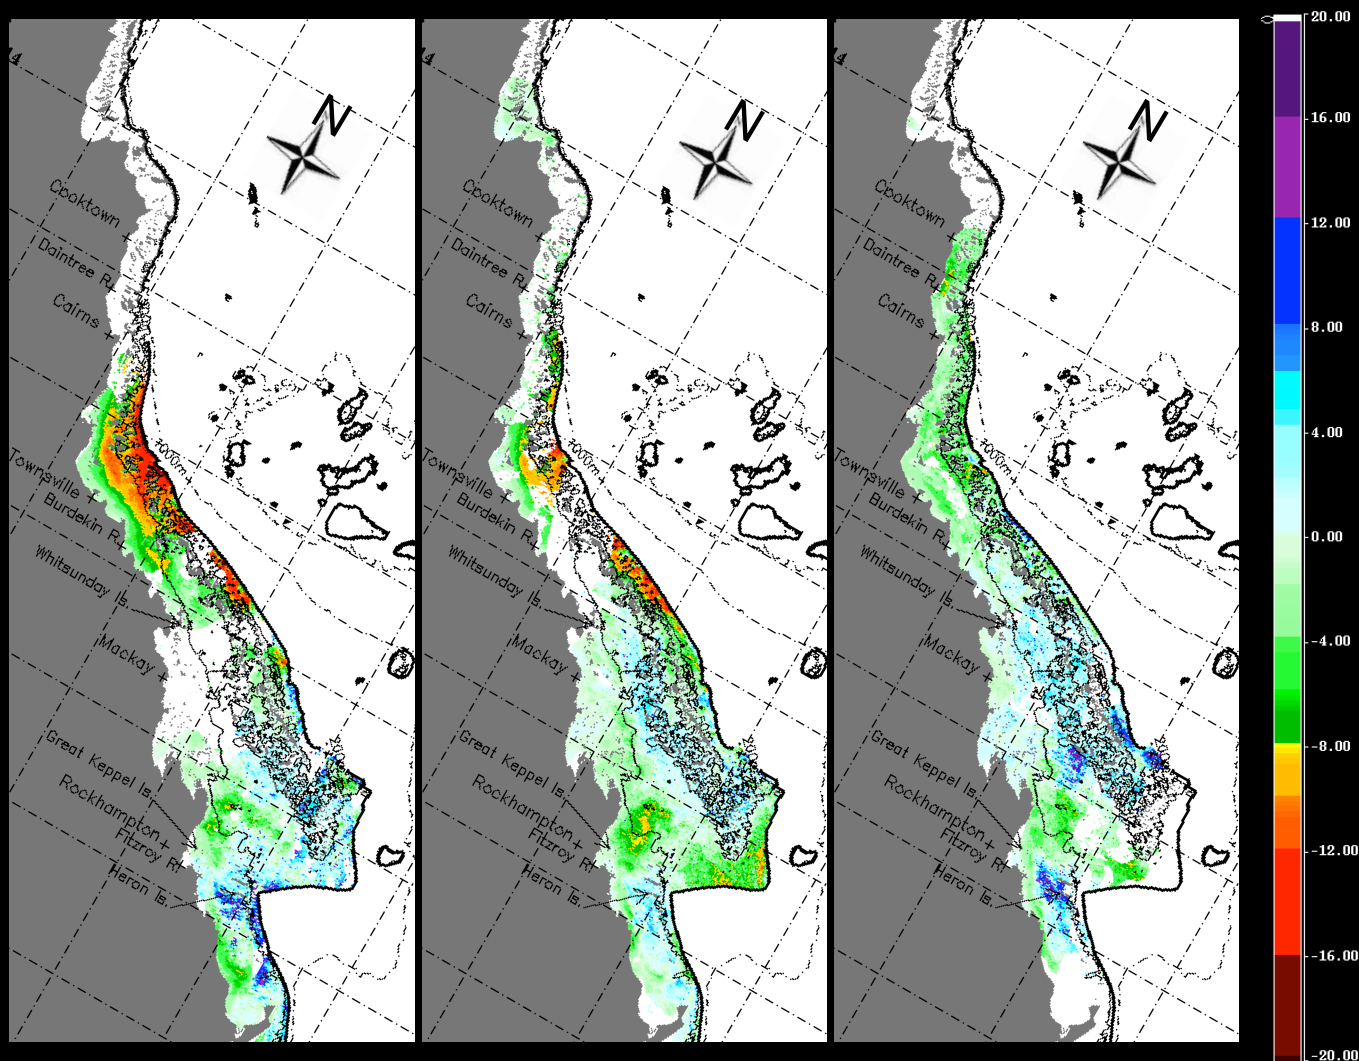 N
Cooktown
Daintree R.
Cairns
1000m
Townsville
Burdekin R.
Whitsunday Is.
Mackay
Great Keppel Is.
Rockhampton
Fitzroy R.
Heron Is.
N
Cooktown
Daintree R.
Cairns
1000m
Townsville
Burdekin R.
Whitsunday Is.
Mackay
Great Keppel Is.
Rockhampton
Fitzroy R.
Heron Is.
N
Cooktown
Daintree R.
Cairns
Townsville
Burdekin R.
Whitsunday Is.
Mackay
Great Keppel Is.
Rockhampton
Fitzroy R.
Heron Is.
20.00
16.00
12.00
8.00
4.00
0.00
-4.00
-8.00
-12.00
-16.00
-20.00